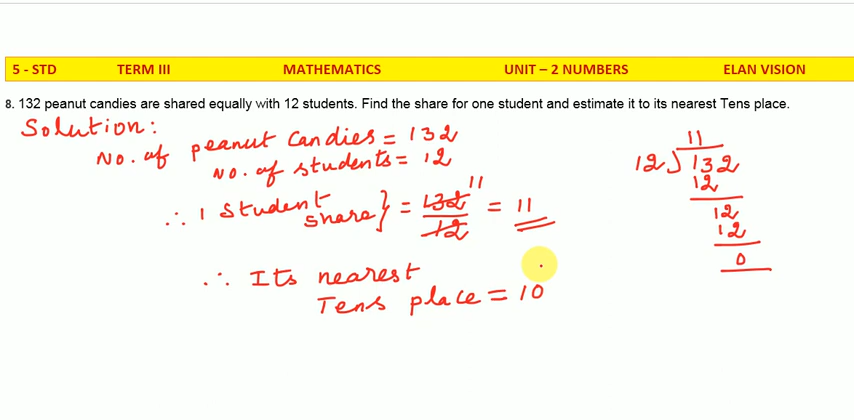 5 - STD TERM III MATHEMATICS UNIT – 2 NUMBERS ELAN VISION
8. 132 peanut candies are shared equally with 12 students. Find the share for one student and estimate it to its nearest Tens place.
Solution:
No. of peanut candies = 132
No. of students = 12
∴ 1 student share} = 132/12 11 = 11
∴ Its nearest
Tens place = 10
11
12) 132
12
12
12
0